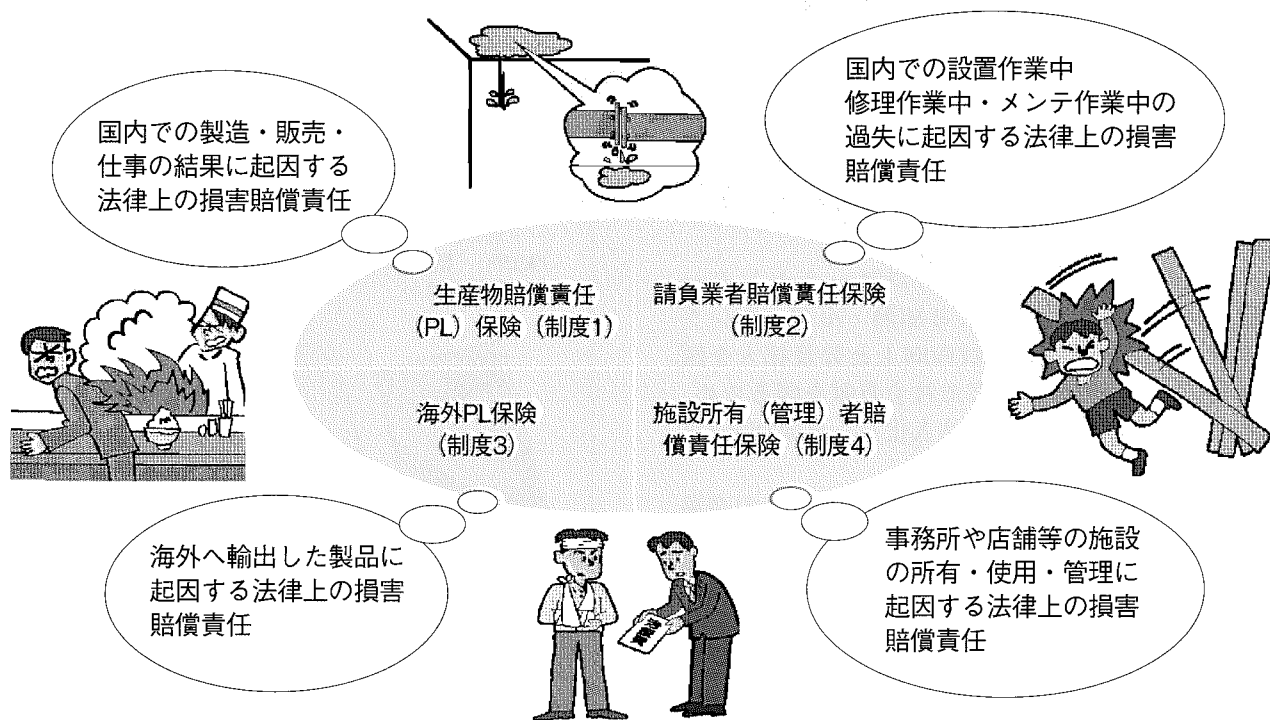 国内での製造・販売・
仕事の結果に起因する
法律上の損害賠償責任
国内での設置作業中
修理作業中・メンテ作業中の
過失に起因する法律上の損害
賠償責任
生産物賠償責任
（PL）保険（制度1）
請負業者賠償責任保険
（制度2）
海外PL保険
（制度3）
施設所有（管理）者賠
償責任保険（制度4）
海外へ輸出した製品に
起因する法律上の損害
賠償責任
事務所や店舗等の施設
の所有・使用・管理に
起因する法律上の損害
賠償責任